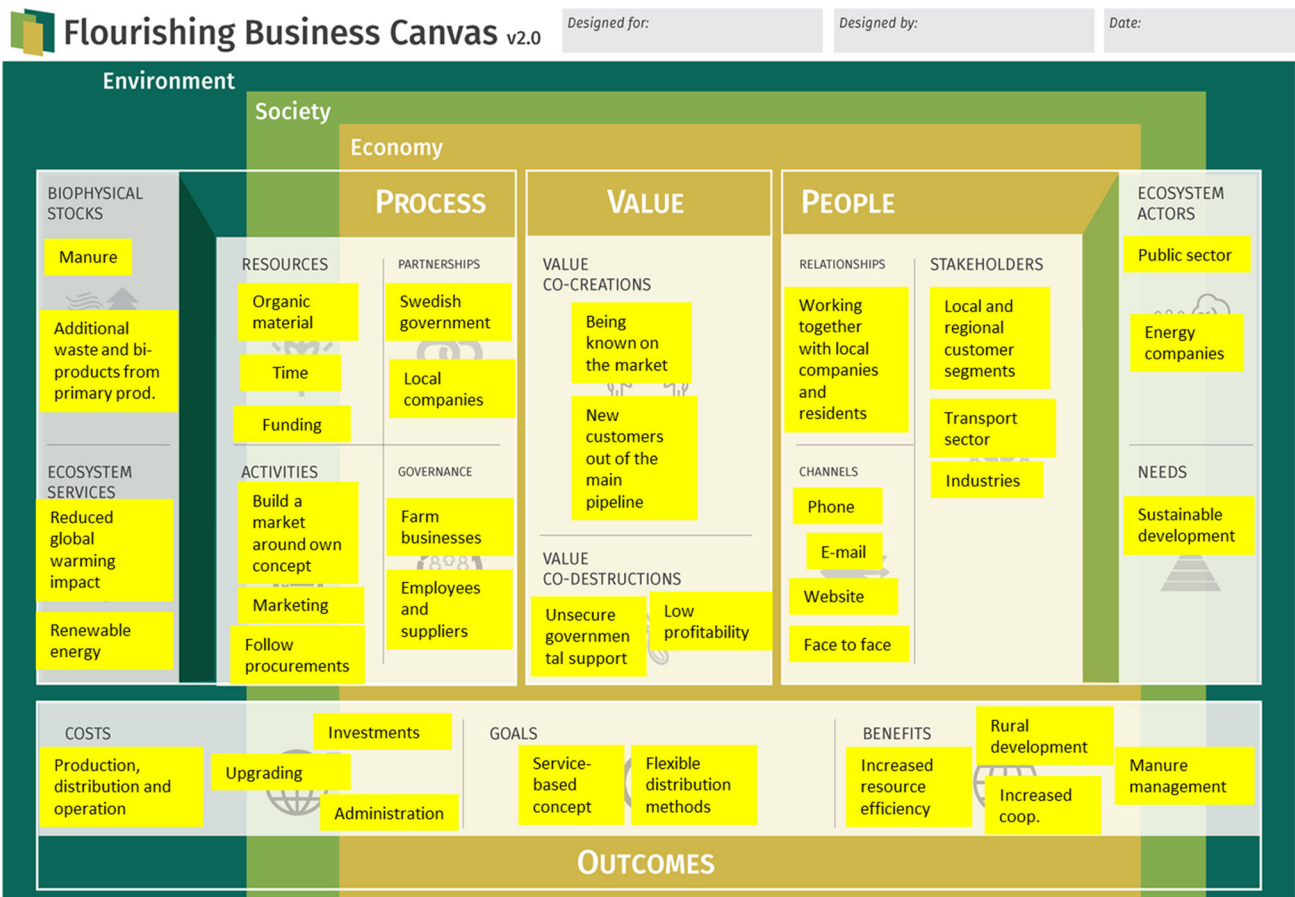 Flourishing Business Canvas v2.0
Designed for:
Designed by:
Date:
Environment
Society
Economy
PROCESS
VALUE
PEOPLE
BIOPHYSICAL
STOCKS
Manure
Additional
waste and bi-
products from
primary prod.
ECOSYSTEM
SERVICES
Reduced
global
warming
impact
Renewable
energy
RESOURCES
Organic
material
Time
Funding
PARTNERSHIPS
Swedish
government
Local
companies
ACTIVITIES
Build a
market
around own
concept
Marketing
Follow
procurements
GOVERNANCE
Farm
businesses
Employees
and
suppliers
VALUE
CO-CREATIONS
Being
known on
the market
New
customers
out of the
main
pipeline
VALUE
CO-DESTRUCTIONS
Unsecure
governmen
tal support
Low
profitability
RELATIONSHIPS
Working
together
with local
companies
and
residents
CHANNELS
Phone
E-mail
Website
Face to face
STAKEHOLDERS
Local and
regional
customer
segments
Transport
sector
Industries
ECOSYSTEM
ACTORS
Public sector
Energy
companies
NEEDS
Sustainable
development
COSTS
Production,
distribution and
operation
Upgrading
Investments
Administration
GOALS
Service-
based
concept
Flexible
distribution
methods
BENEFITS
Increased
resource
efficiency
Rural
development
Increased
coop.
Manure
management
OUTCOMES